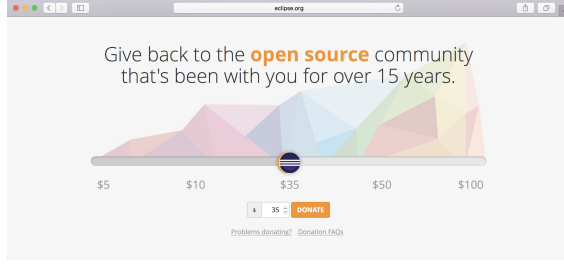 eclipse.org
Give back to the open source community
that's been with you for over 15 years.
$5 $10 $35 $50 $100
$ 35 DONATE
Problems donating? Donation FAQs